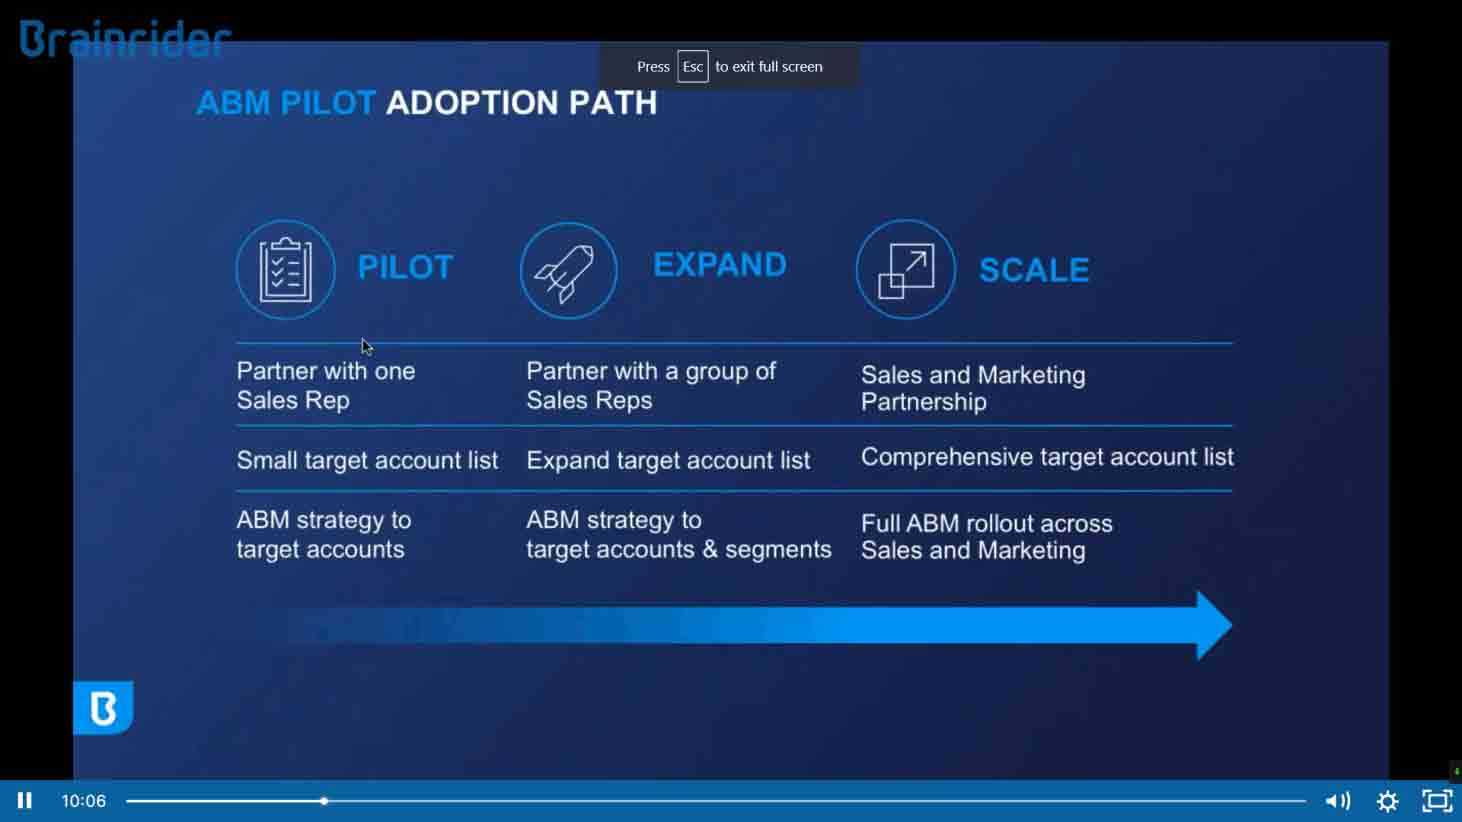 Brainrider
Press Esc to exit full screen
ABM PILOT ADOPTION PATH
PILOT
EXPAND
SCALE
Partner with one
Sales Rep
Partner with a group of
Sales Reps
Sales and Marketing
Partnership
Small target account list
Expand target account list
Comprehensive target account list
ABM strategy to
target accounts
ABM strategy to
target accounts & segments
Full ABM rollout across
Sales and Marketing
B
10:06